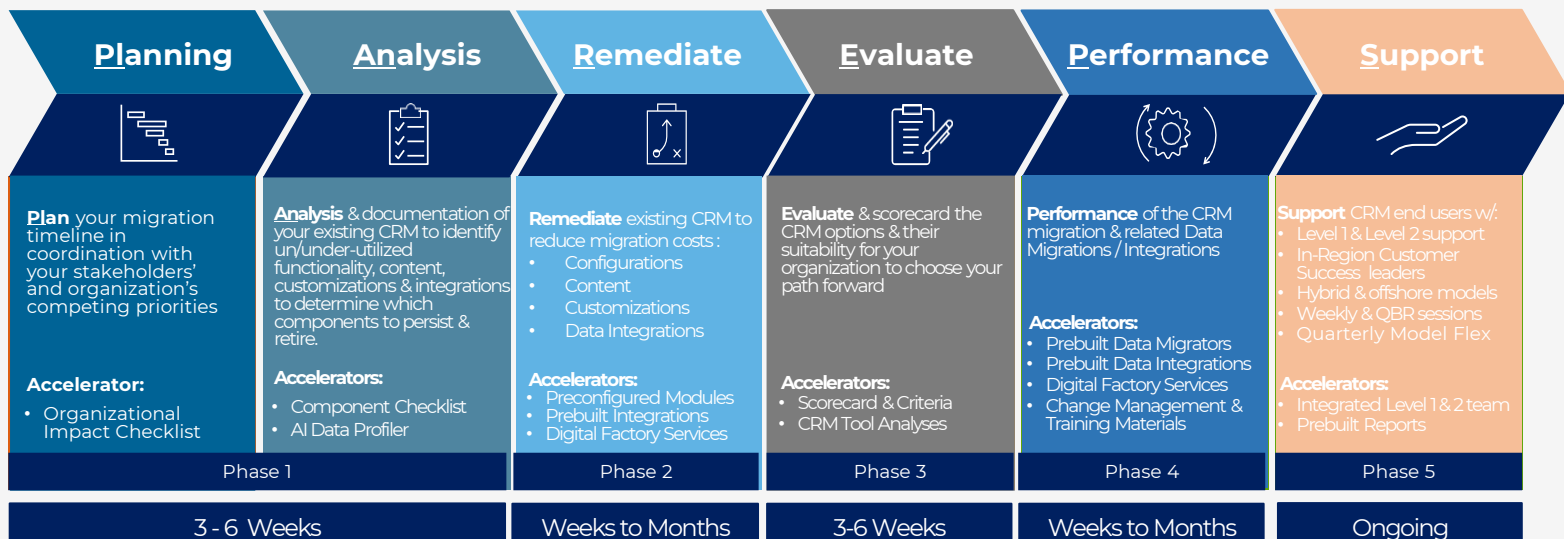 Planning
Analysis
Remediate
Evaluate
Performance
Support
Plan your migration
timeline in
coordination with
your stakeholders'
and organization's
competing priorities
Accelerator:
• Organizational
Impact Checklist
Analysis & documentation of
your existing CRM to identify
un/under-utilized
functionality, content,
customizations & integrations
to determine which
components to persist &
retire.
Accelerators:
• Component Checklist
• AI Data Profiler
Remediate existing CRM to
reduce migration costs :
• Configurations
• Content
• Customizations
• Data Integrations
Accelerators:
• Preconfigured Modules
• Prebuilt Integrations
• Digital Factory Services
Evaluate & scorecard the
CRM options & their
suitability for your
organization to choose your
path forward
Accelerators:
• Scorecard & Criteria
• CRM Tool Analyses
Performance of the CRM
migration & related Data
Migrations / Integrations
Accelerators:
• Prebuilt Data Migrators
• Prebuilt Data Integrations
• Digital Factory Services
• Change Management &
Training Materials
Support CRM end users w/:
• Level 1 & Level 2 support
• In-Region Customer
Success leaders
• Hybrid & offshore models
• Weekly & QBR sessions
• Quarterly Model Flex
Accelerators:
• Integrated Level 1 & 2 team
• Prebuilt Reports
Phase 1
Phase 2
Phase 3
Phase 4
Phase 5
3 - 6 Weeks
Weeks to Months
3-6 Weeks
Weeks to Months
Ongoing